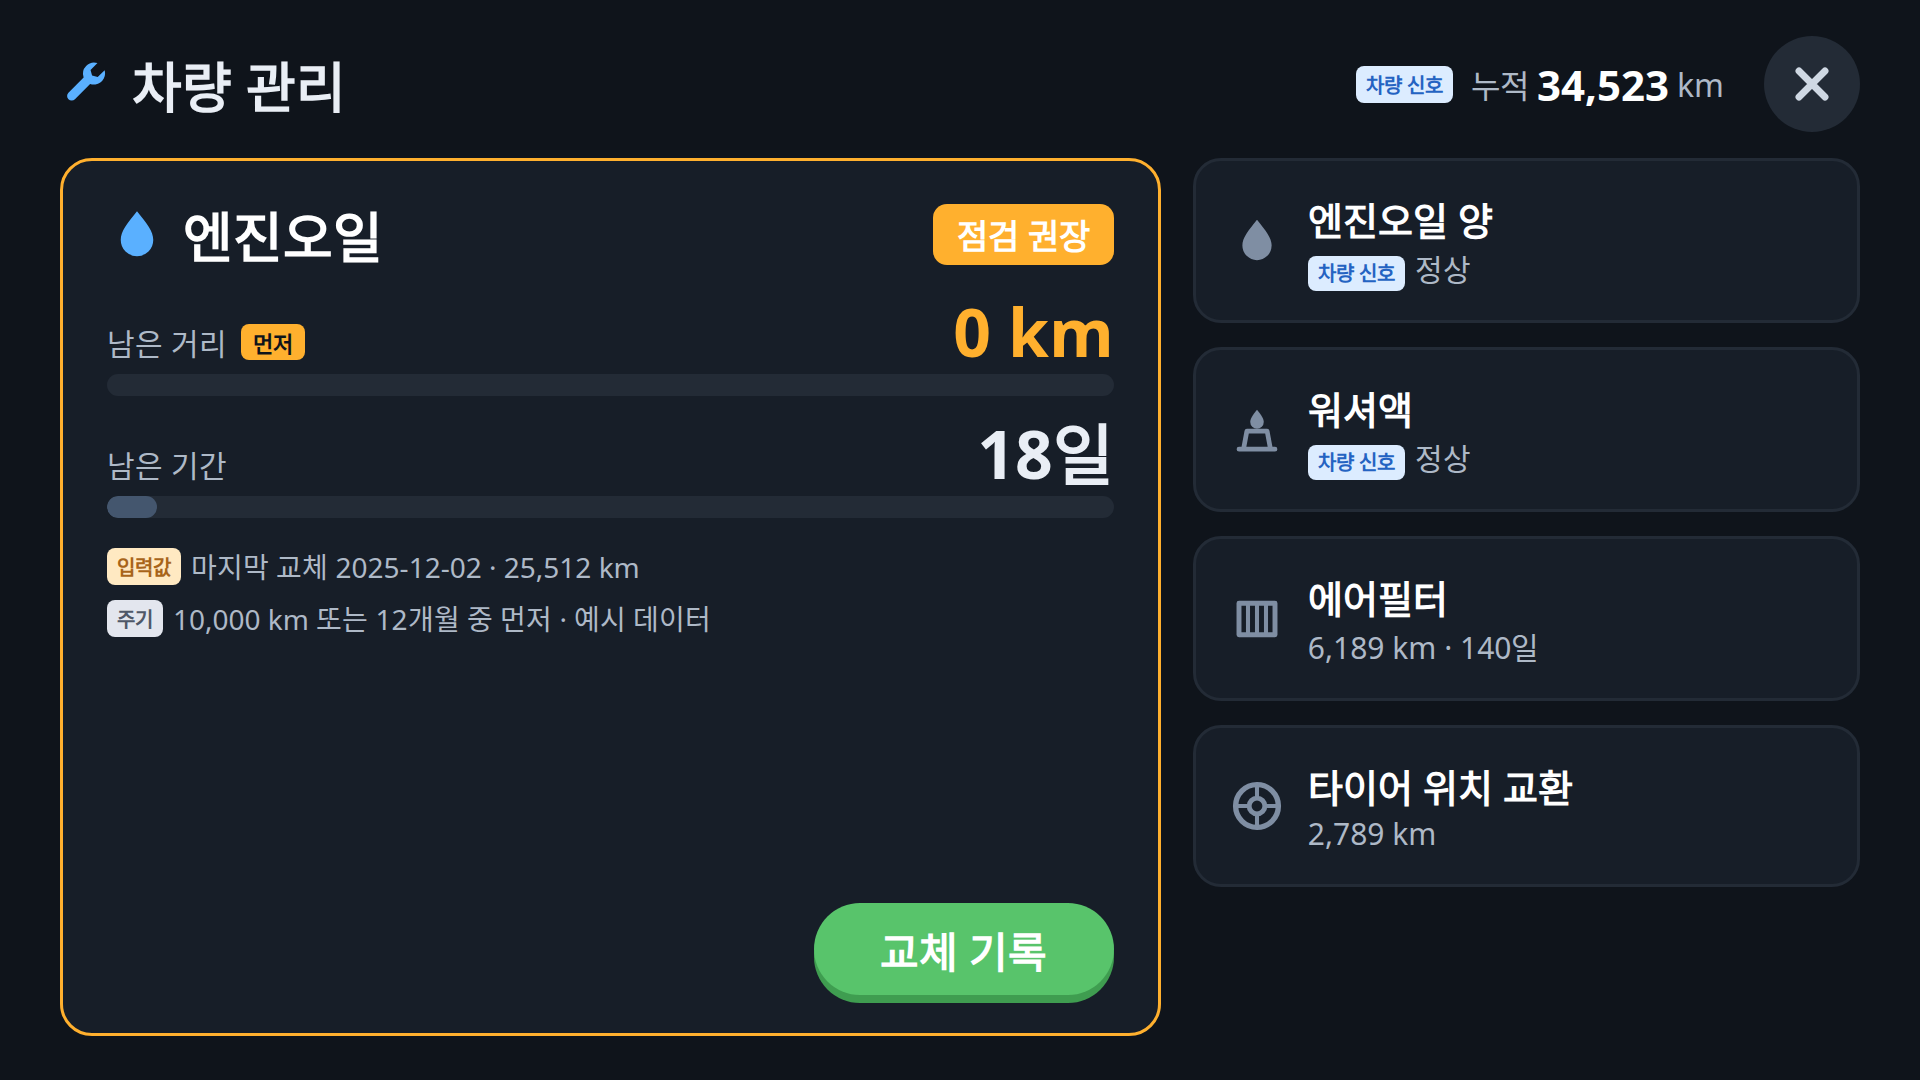 차량 관리
차량 신호 누적 34,523 km
엔진오일
점검 권장
남은 거리 먼저
0 km
남은 기간
18일
입력값 마지막 교체 2025-12-02 · 25,512 km
주기 10,000 km 또는 12개월 중 먼저 · 예시 데이터
교체 기록
엔진오일 양
차량 신호 정상
워셔액
차량 신호 정상
에어필터
6,189 km · 140일
타이어 위치 교환
2,789 km